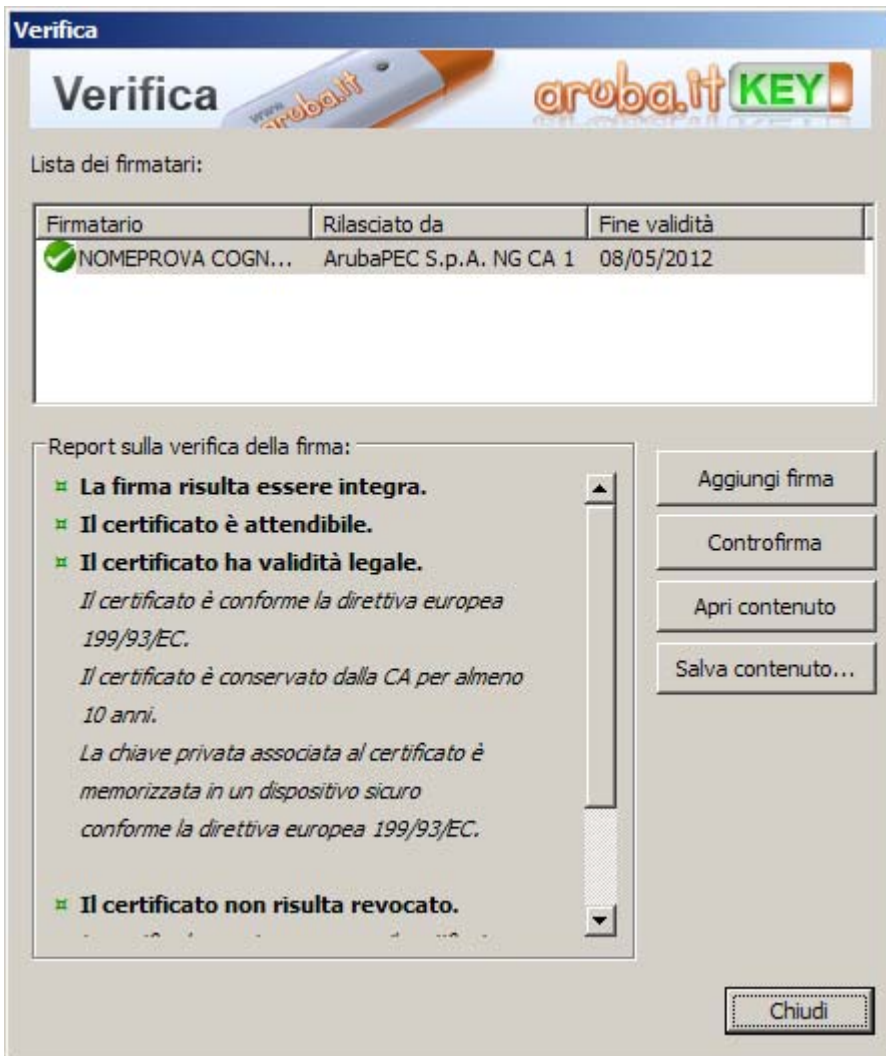 Verifica
Verifica
www.aruba.it
aruba.it KEY
Lista dei firmatari:
Firmatario Rilasciato da Fine validità
NOMEPROVA COGN... ArubaPEC S.p.A. NG CA 1 08/05/2012
Report sulla verifica della firma:
La firma risulta essere integra.
Il certificato è attendibile.
Il certificato ha validità legale.
Il certificato è conforme la direttiva europea
199/93/EC.
Il certificato è conservato dalla CA per almeno
10 anni.
La chiave privata associata al certificato è
memorizzata in un dispositivo sicuro
conforme la direttiva europea 199/93/EC.
Il certificato non risulta revocato.
Aggiungi firma
Controfirma
Apri contenuto
Salva contenuto...
Chiudi